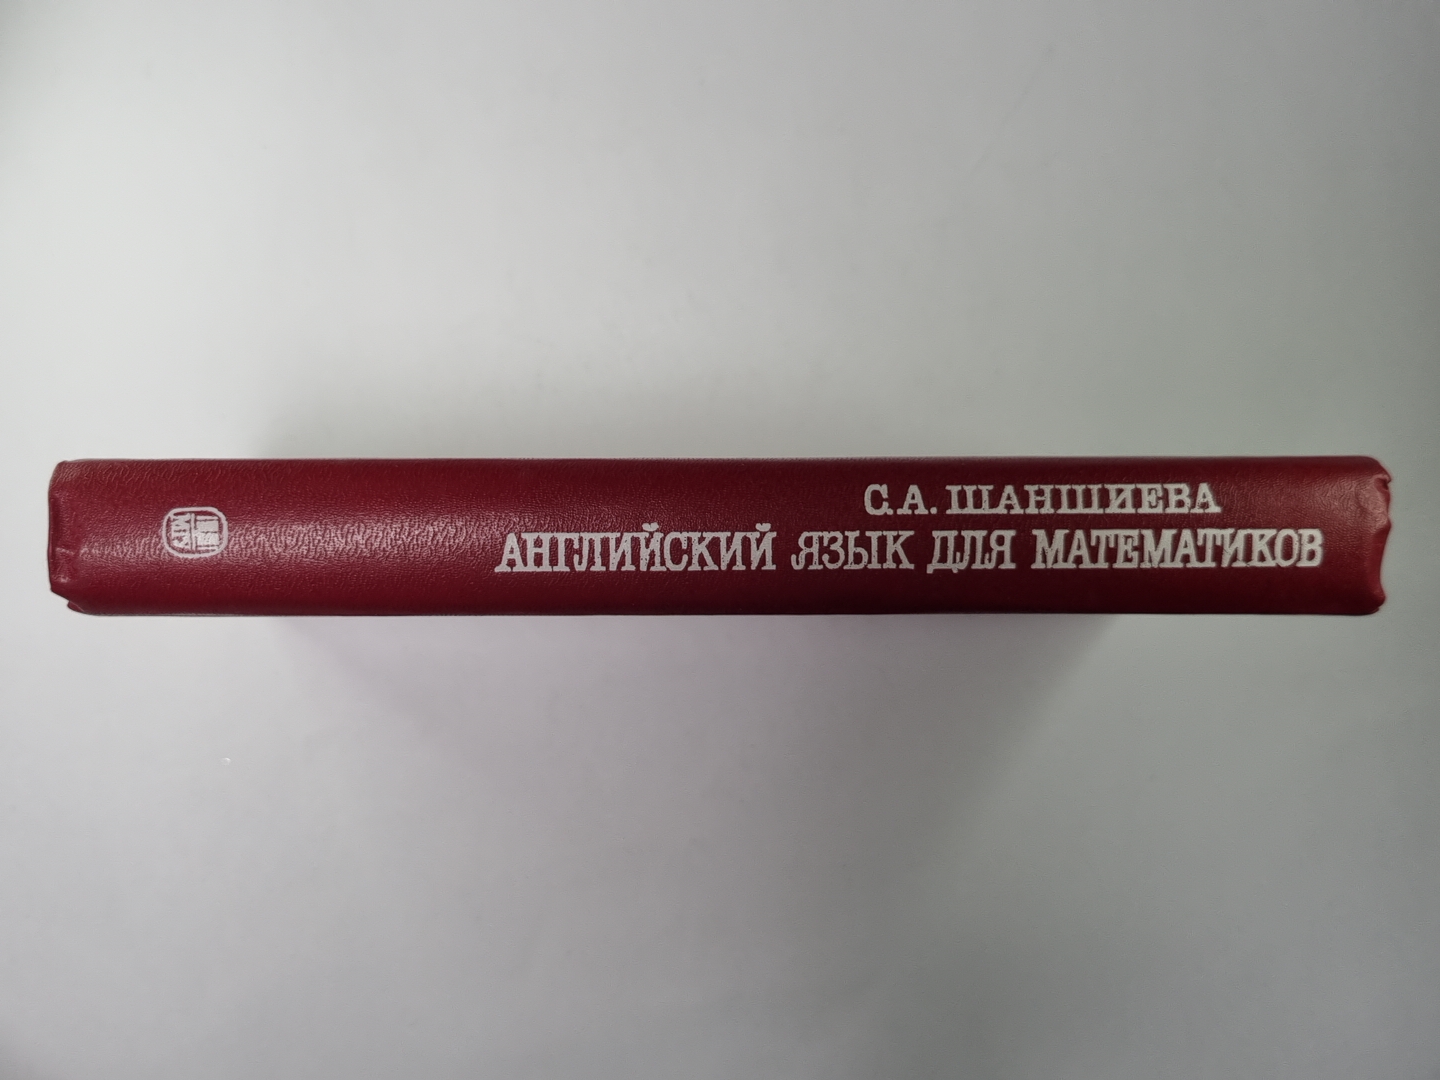 С.А. ШАНШИЕВА
АНГЛИЙСКИЙ ЯЗЫК ДЛЯ МАТЕМАТИКОВ